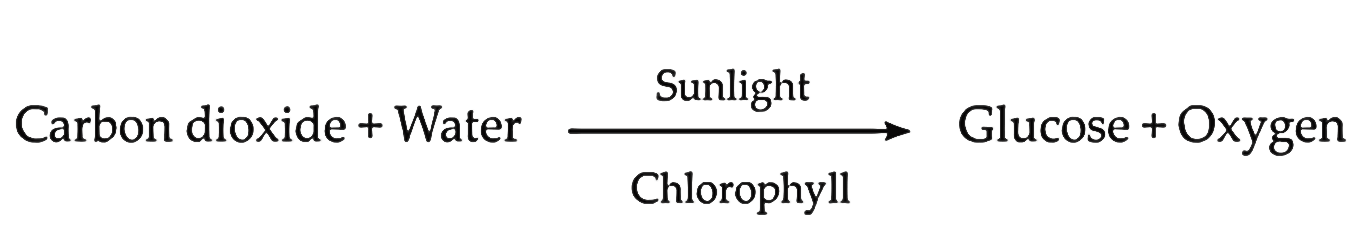 Sunlight
Carbon dioxide + Water Glucose + Oxygen
Chlorophyll